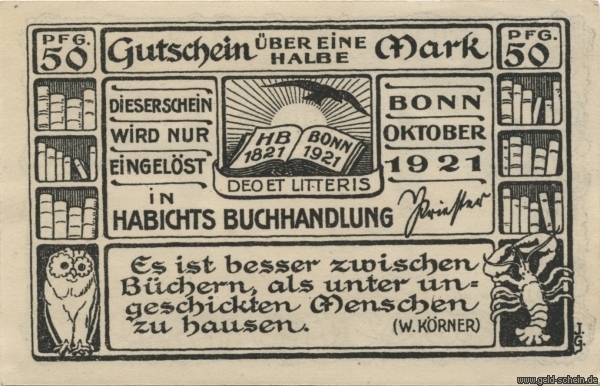 PFG. 50
Gutschein ÜBER EINE HALBE Mark
PFG. 50
DIESER SCHEIN
WIRD NUR
EINGELÖST
IN
HABICHTS BUCHHANDLUNG
HB
1821
BONN
1921
DEO ET LITTERIS
BONN
OKTOBER
1921
Priester
Es ist besser zwischen
Büchern, als unter un=
geschickten Menschen
zu hausen. (W. KÖRNER)
J.
G.
www.geld-schein.de